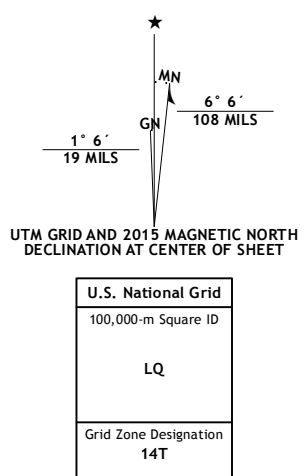 MN
6° 6´
108 MILS
GN
1° 6´
19 MILS
UTM GRID AND 2015 MAGNETIC NORTH
DECLINATION AT CENTER OF SHEET
U.S. National Grid
100,000-m Square ID
LQ
Grid Zone Designation
14T